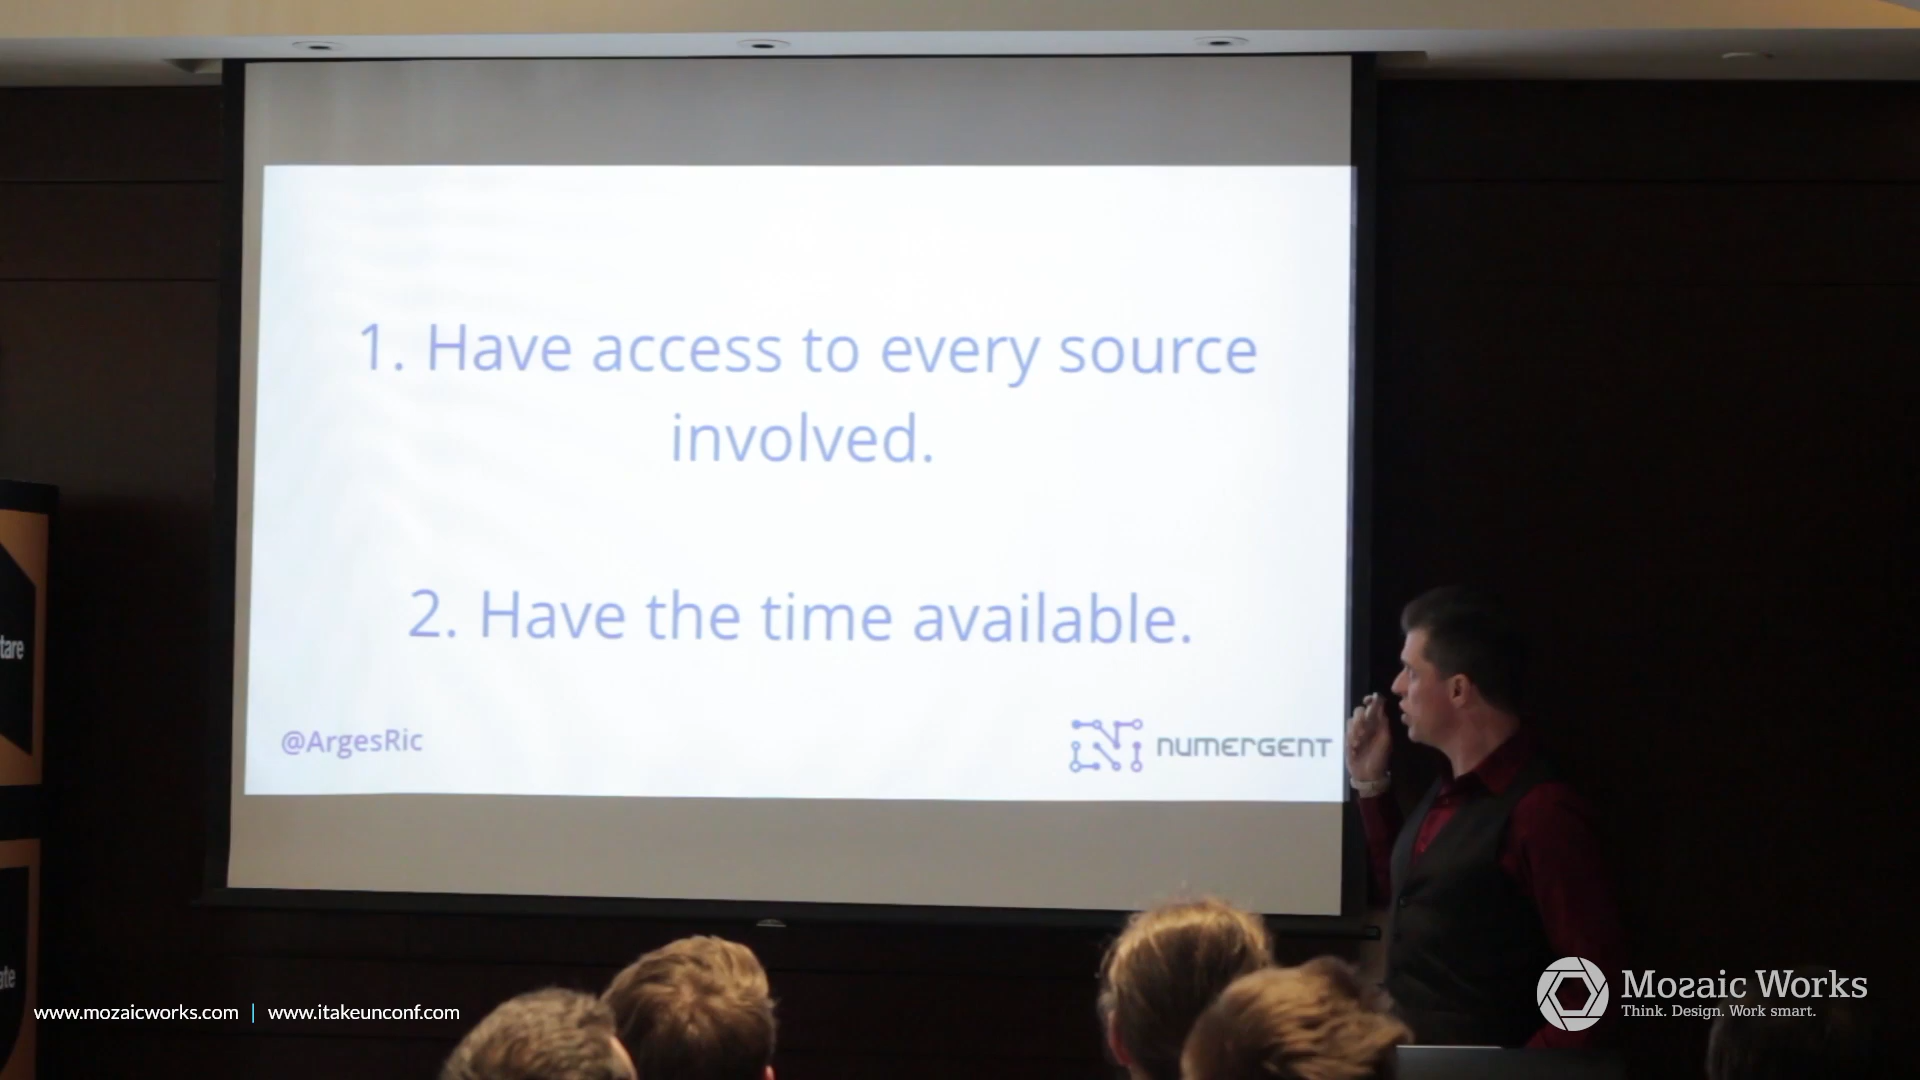 1. Have access to every source
involved.
2. Have the time available.
@ArgesRic
NUMERGENT
tare
www.mozaicworks.com | www.itakeunconf.com
Mozaic Works
Think. Design. Work smart.